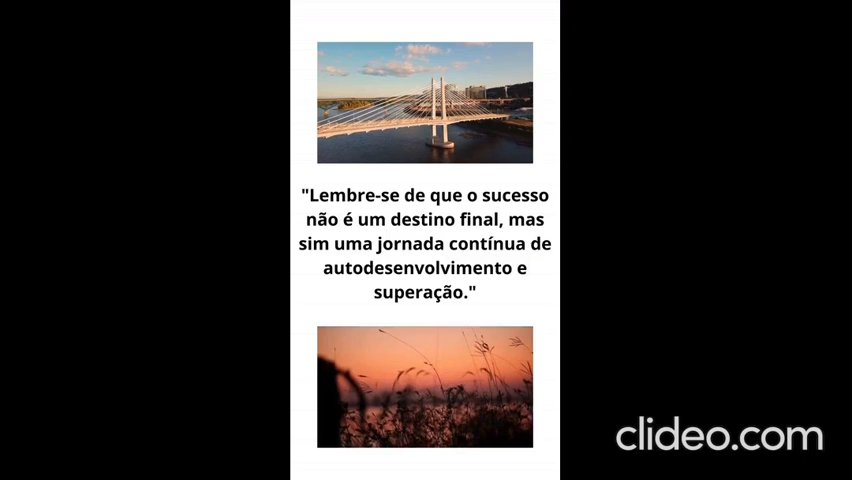 "Lembre-se de que o sucesso
não é um destino final, mas
sim uma jornada contínua de
autodesenvolvimento e
superação."
clideo.com